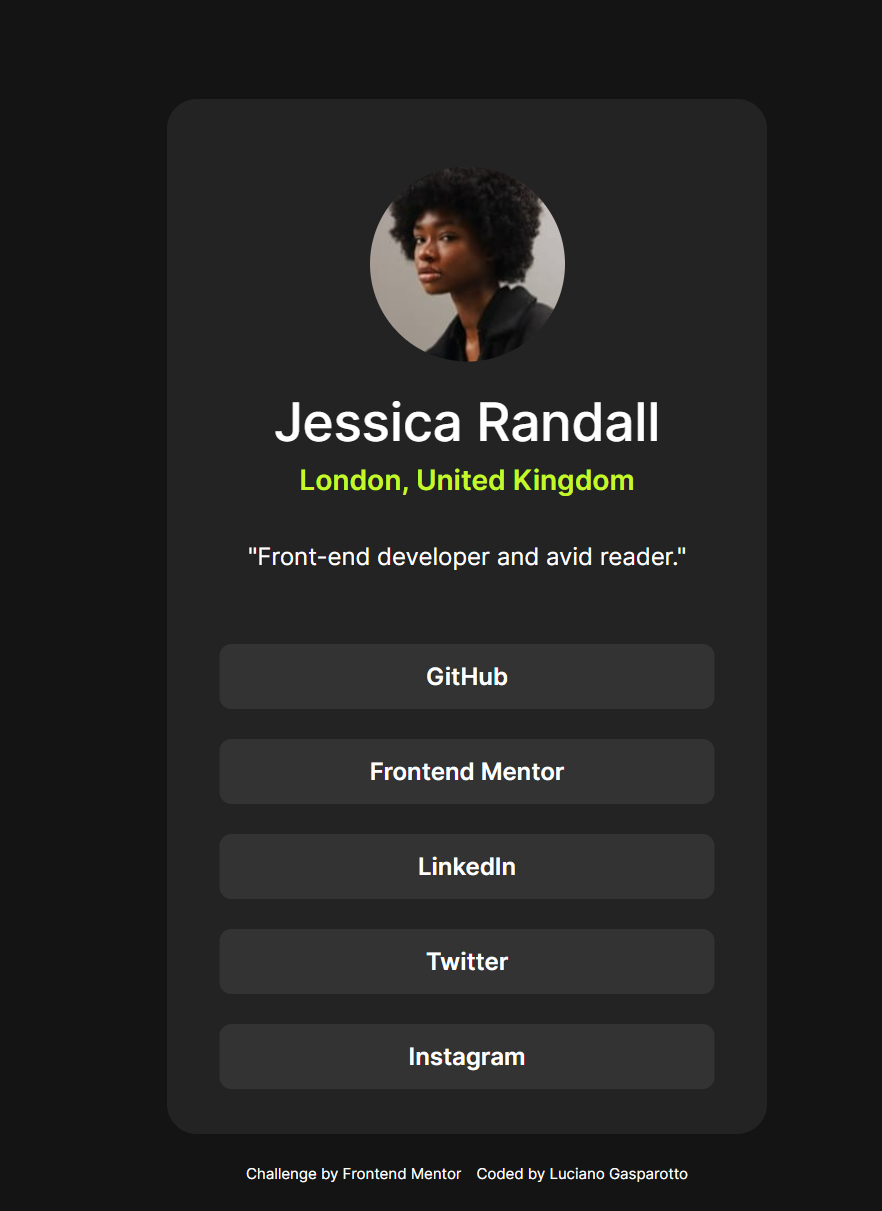 Jessica Randall
London, United Kingdom
"Front-end developer and avid reader."
GitHub
Frontend Mentor
LinkedIn
Twitter
Instagram
Challenge by Frontend Mentor Coded by Luciano Gasparotto